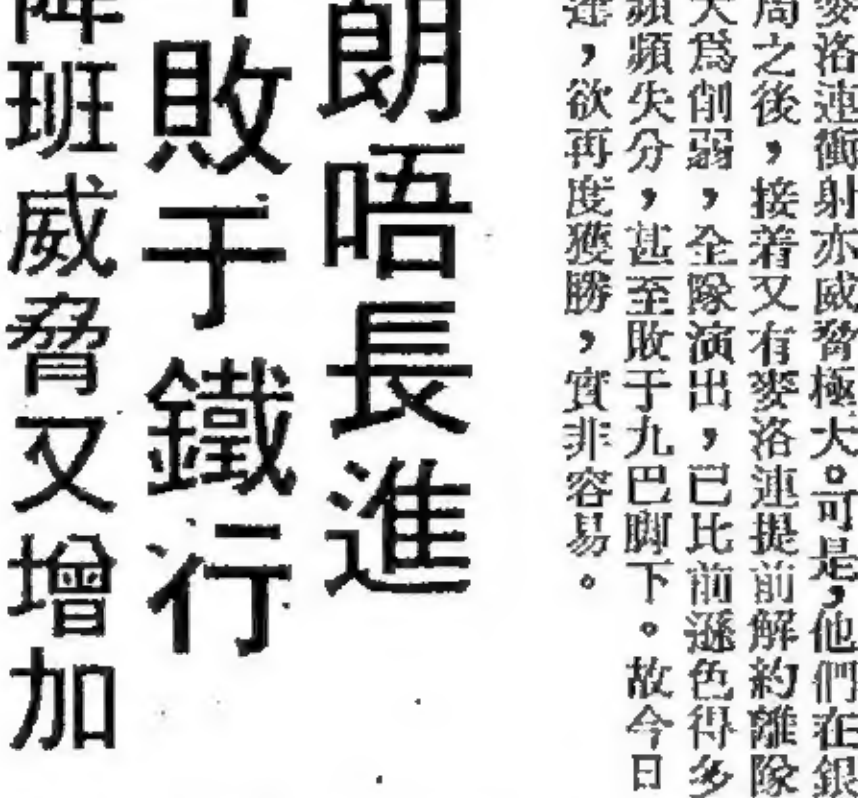 麥洛連衝射亦威脅極大。可是，他們在銀
周之後，接着又有麥洛連提前解約離隊
大爲削弱，全隊演出，已比前遜色得多
頻頻失分，甚至敗于九巴脚下。故今日
逢，欲再度獲勝，實非容易。
朗唔長進
敗于鐵行
降班威脅又增加